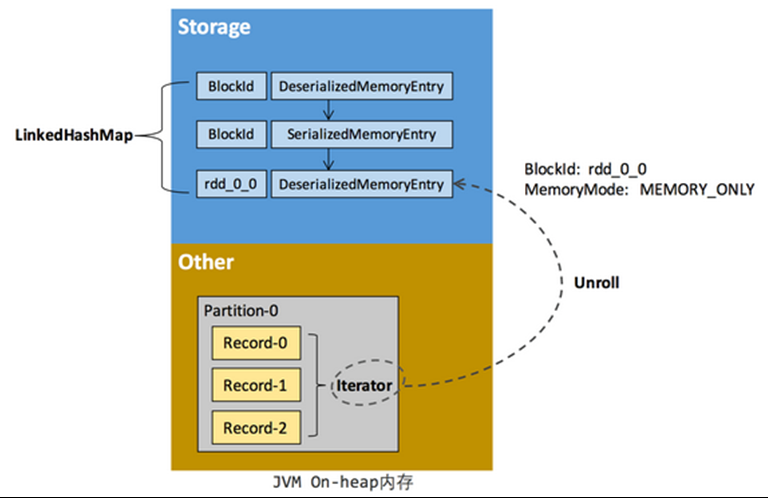 Storage
BlockId DeserializedMemoryEntry
LinkedHashMap
BlockId SerializedMemoryEntry
rdd_0_0 DeserializedMemoryEntry
BlockId: rdd_0_0
MemoryMode: MEMORY_ONLY
Other
Unroll
Partition-0
Record-0
Record-1
Iterator
Record-2
JVM On-heap内存